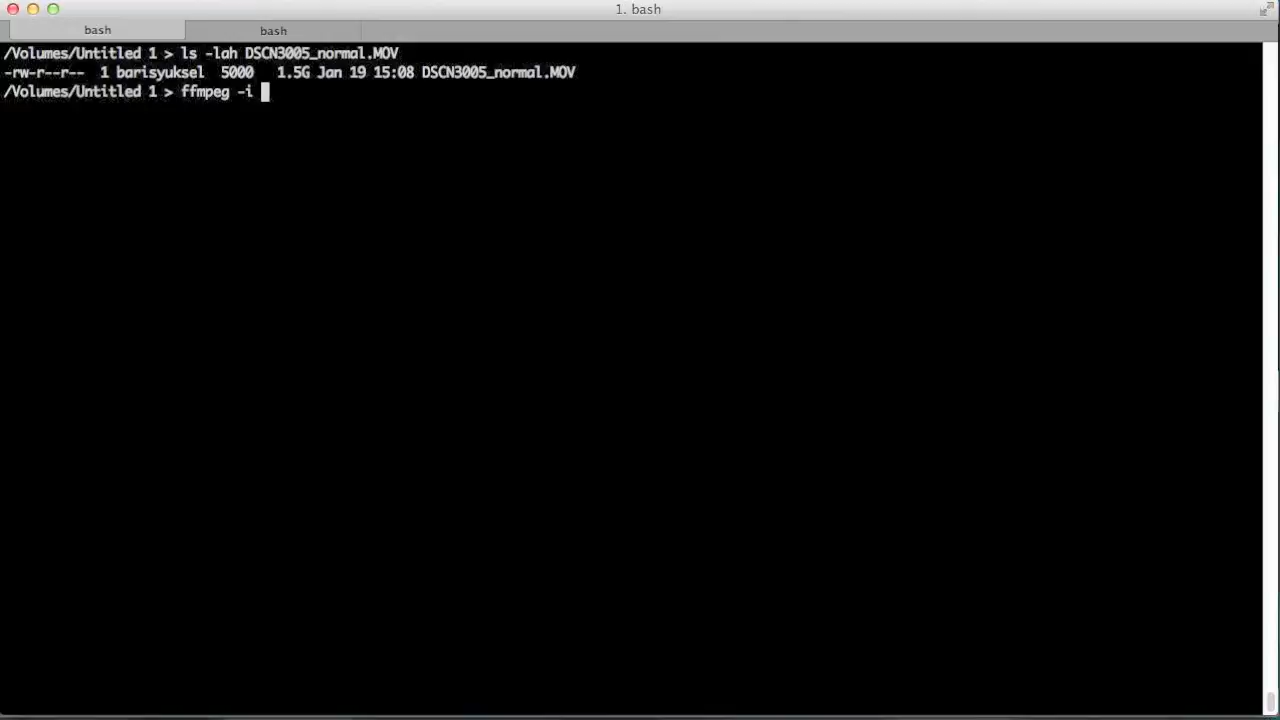 1. bash
bash
bash
/Volumes/Untitled 1 > ls -lah DSCN3005_normal.MOV
-rw-r--r-- 1 barisyuksel 5000 1.5G Jan 19 15:08 DSCN3005_normal.MOV
/Volumes/Untitled 1 > ffmpeg -i